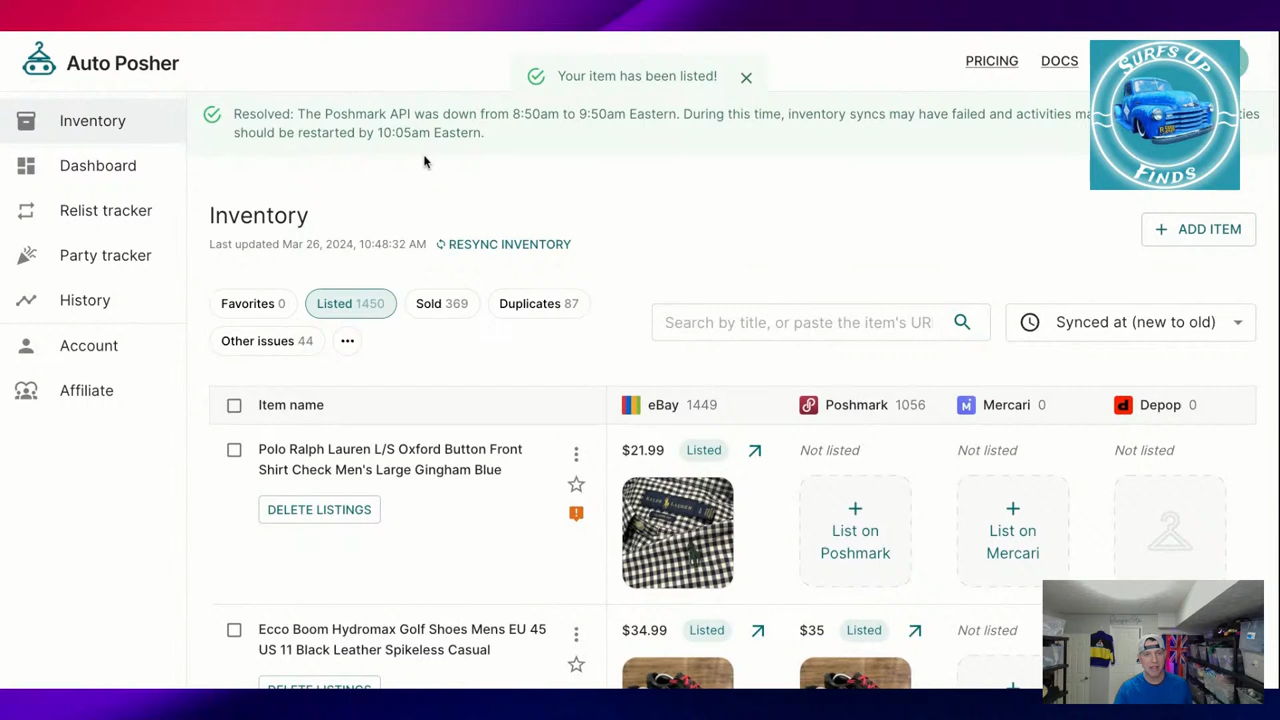 Auto Posher
Your item has been listed!
PRICING
DOCS
SURFS UP
FINDS
Resolved: The Poshmark API was down from 8:50am to 9:50am Eastern. During this time, inventory syncs may have failed and activities ma
should be restarted by 10:05am Eastern.
Inventory
Dashboard
Relist tracker
Party tracker
History
Account
Affiliate
Inventory
Last updated Mar 26, 2024, 10:48:32 AM
RESYNC INVENTORY
+ ADD ITEM
Favorites 0
Listed 1450
Sold 369
Duplicates 87
Other issues 44
Search by title, or paste the item's UR
Synced at (new to old)
Item name
eBay 1449
Poshmark 1056
Mercari 0
Depop 0
Polo Ralph Lauren L/S Oxford Button Front
Shirt Check Men's Large Gingham Blue
DELETE LISTINGS
$21.99 Listed
RALPH LAUREN
Not listed
+
List on
Poshmark
Not listed
+
List on
Mercari
Not listed
Ecco Boom Hydromax Golf Shoes Mens EU 45
US 11 Black Leather Spikeless Casual
DELETE LISTINGS
$34.99 Listed
$35 Listed
Not listed